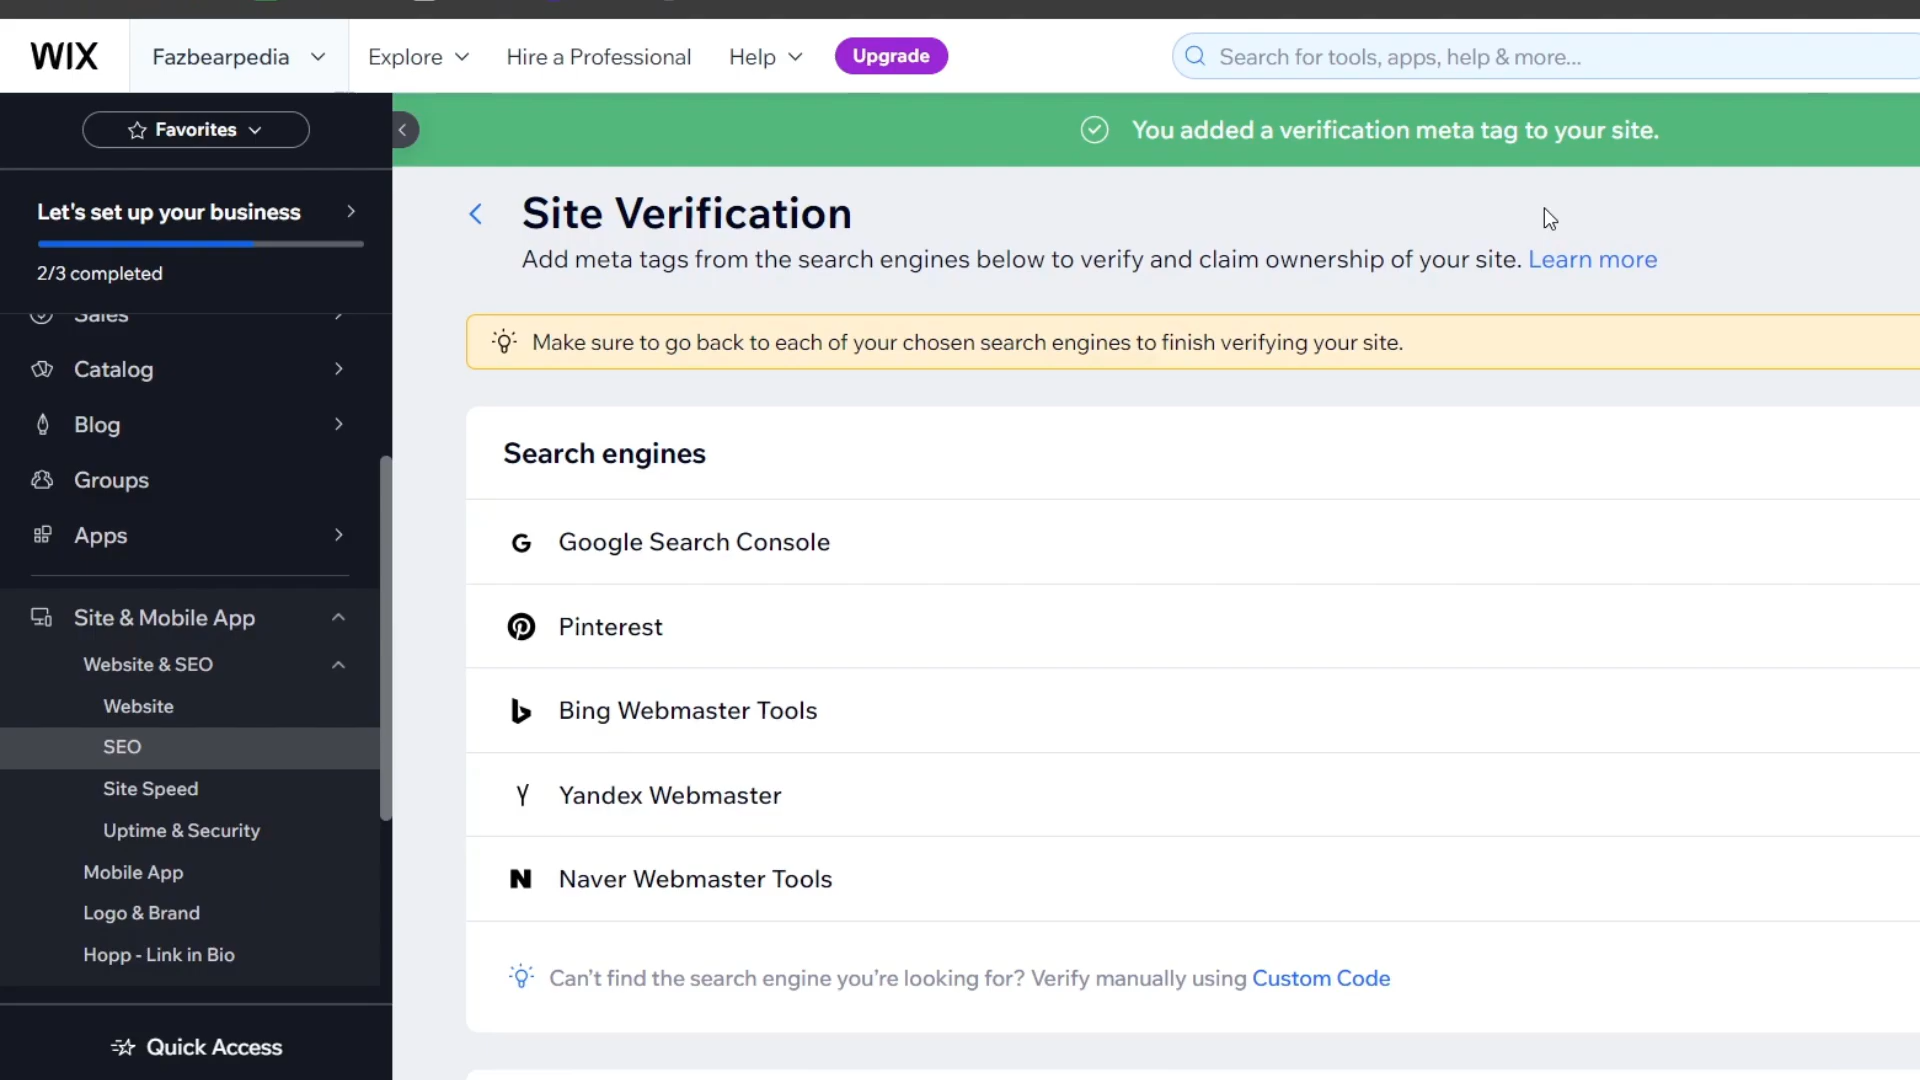 WIX
Fazbearpedia
Explore
Hire a Professional
Help
Upgrade
Search for tools, apps, help & more...
Favorites
You added a verification meta tag to your site.
Let's set up your business
2/3 completed
Sales
Catalog
Blog
Groups
Apps
Site & Mobile App
Website & SEO
Website
SEO
Site Speed
Uptime & Security
Mobile App
Logo & Brand
Hopp - Link in Bio
Quick Access
Site Verification
Add meta tags from the search engines below to verify and claim ownership of your site. Learn more
Make sure to go back to each of your chosen search engines to finish verifying your site.
Search engines
Google Search Console
Pinterest
Bing Webmaster Tools
Yandex Webmaster
Naver Webmaster Tools
Can't find the search engine you're looking for? Verify manually using Custom Code